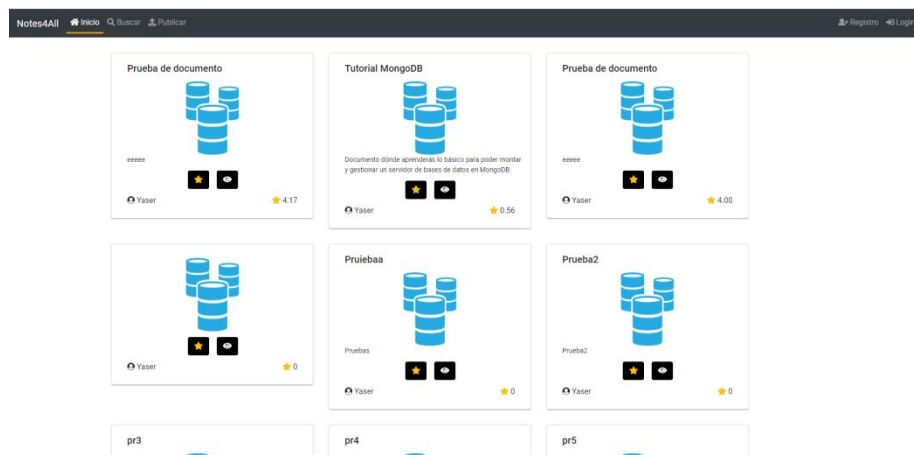 Notes4All Inicio Buscar Publicar Registro Login
Prueba de documento
eeeee
Yaser 4.17
Tutorial MongoDB
Documento dónde aprenderás lo básico para poder montar
y gestionar un servidor de bases de datos en MongoDB
Yaser 0.56
Prueba de documento
eeeee
Yaser 4.00
Yaser 0
Pruiebaa
Pruebas
Yaser 0
Prueba2
Prueba2
Yaser 0
pr3
pr4
pr5